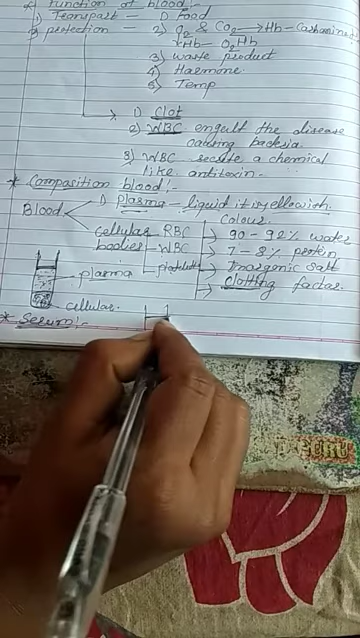 * Function of blood:-
1) Transpart — 1) Food
2) protection — 2) O2 & CO2 → Hb - Carbamino
Hb - O2Hb
3) waste product
4) Harmone
5) Temp
1) Clot
2) WBC engulf the disease
causing bacteria
3) WBC secrate a chemical
like antitoxin.
* Composition blood:-
Blood 1) plasma - liquid it is yellowish
Colour.
Cellular - RBC 90 - 92% water
bodies - WBC 7 - 8% protein
platelets Inorganic Salt
clotting factor.
plasma
cellular.
* Serum:-